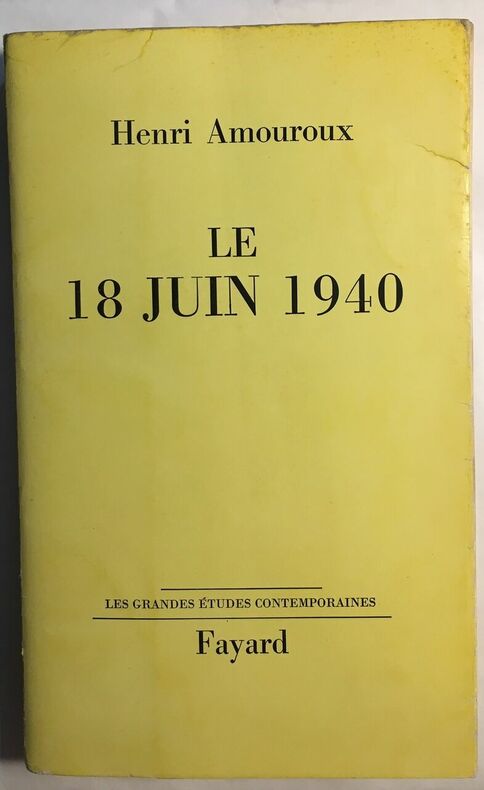 Henri Amouroux
LE
18 JUIN 1940
LES GRANDES ÉTUDES CONTEMPORAINES
Fayard